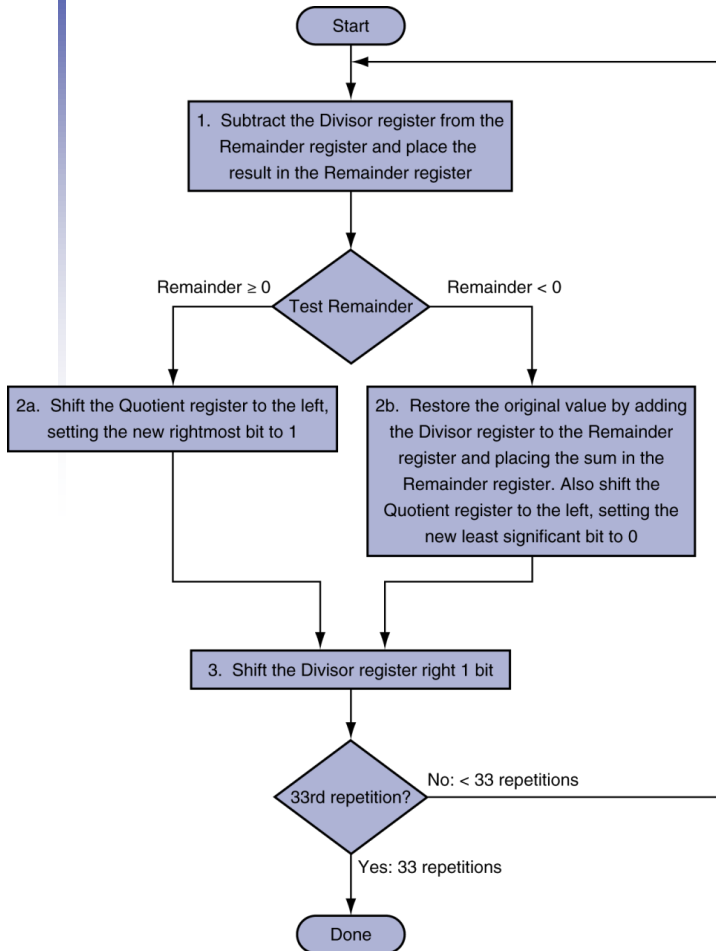 Start
1. Subtract the Divisor register from the
Remainder register and place the
result in the Remainder register
Remainder ≥ 0
Remainder < 0
Test Remainder
2a. Shift the Quotient register to the left,
setting the new rightmost bit to 1
2b. Restore the original value by adding
the Divisor register to the Remainder
register and placing the sum in the
Remainder register. Also shift the
Quotient register to the left, setting the
new least significant bit to 0
3. Shift the Divisor register right 1 bit
33rd repetition?
No: < 33 repetitions
Yes: 33 repetitions
Done